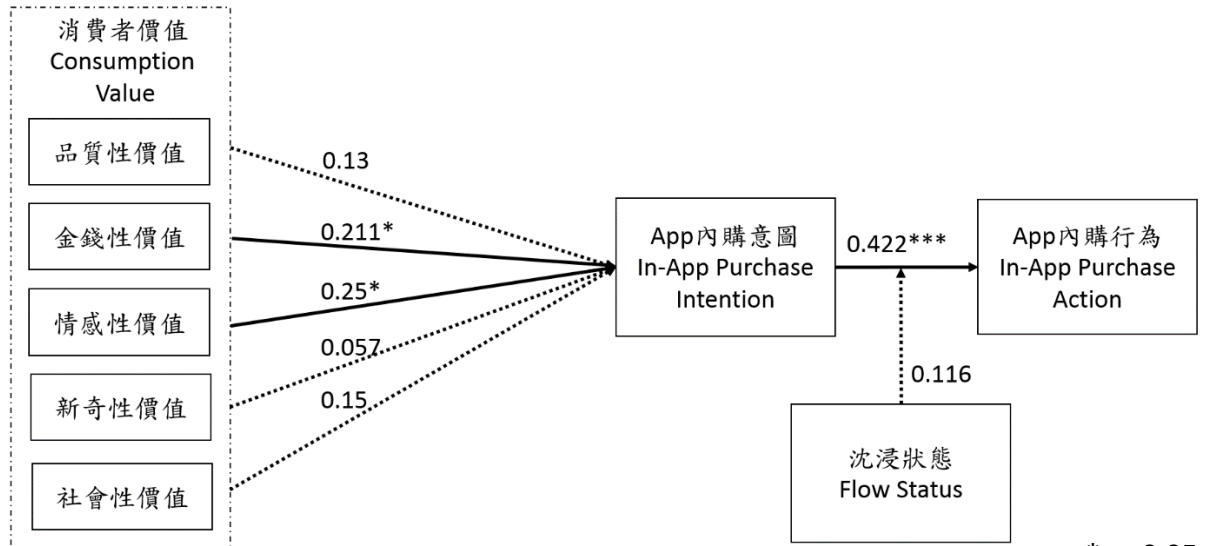 消費者價值
Consumption
Value
品質性價值
金錢性價值
情感性價值
新奇性價值
社會性價值
0.13
0.211*
0.25*
0.057
0.15
App內購意圖
In-App Purchase
Intention
0.422***
App內購行為
In-App Purchase
Action
0.116
沈浸狀態
Flow Status